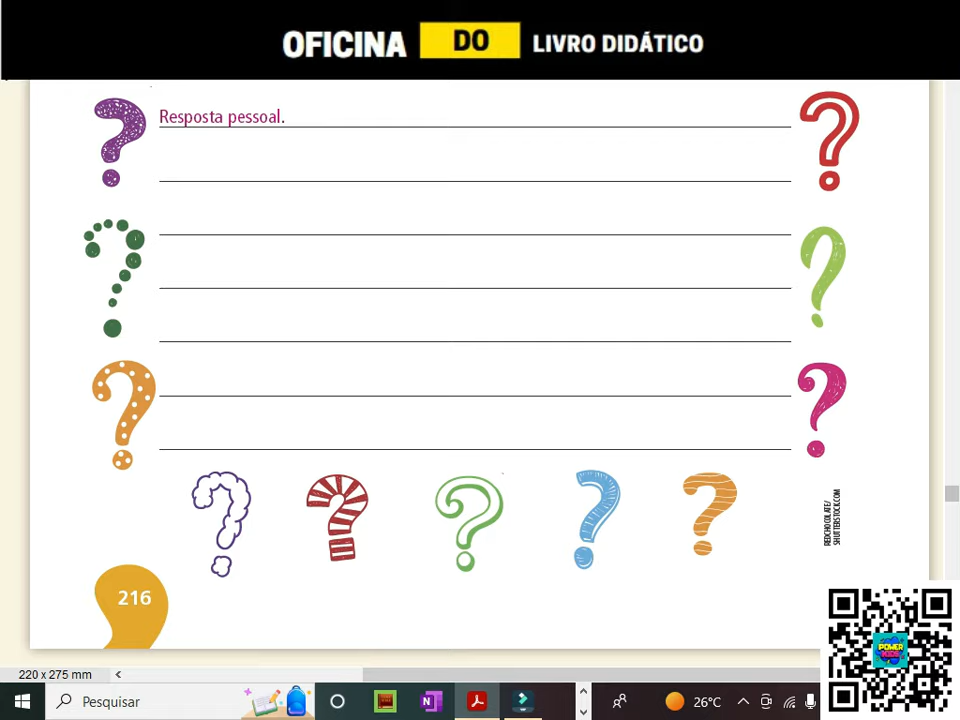 OFICINA DO LIVRO DIDÁTICO
Resposta pessoal.
REDCHOCOLATE/
SHUTTERSTOCK.COM
216
POWER
KIDS
220 x 275 mm
Pesquisar
26°C